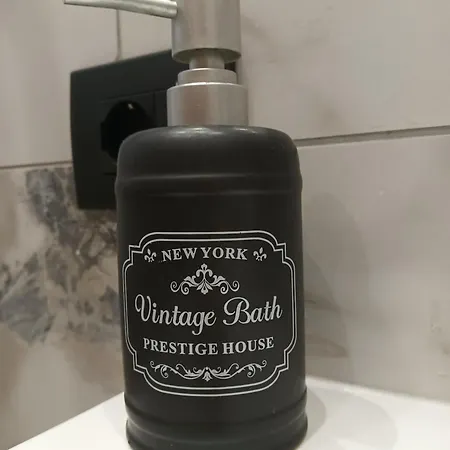 NEW YORK
Vintage Bath
PRESTIGE HOUSE